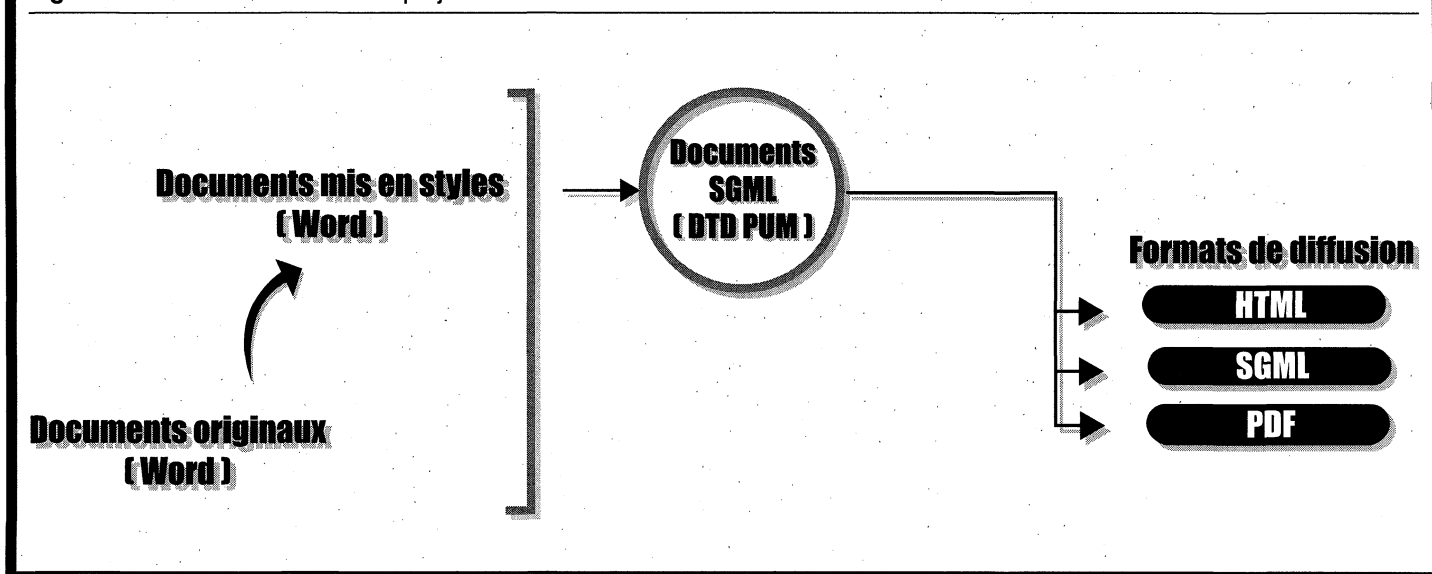 Documents mis en styles
( Word )
Documents originaux
( Word )
Documents
SGML
( DTD PUM )
Formats de diffusion
HTML
SGML
PDF